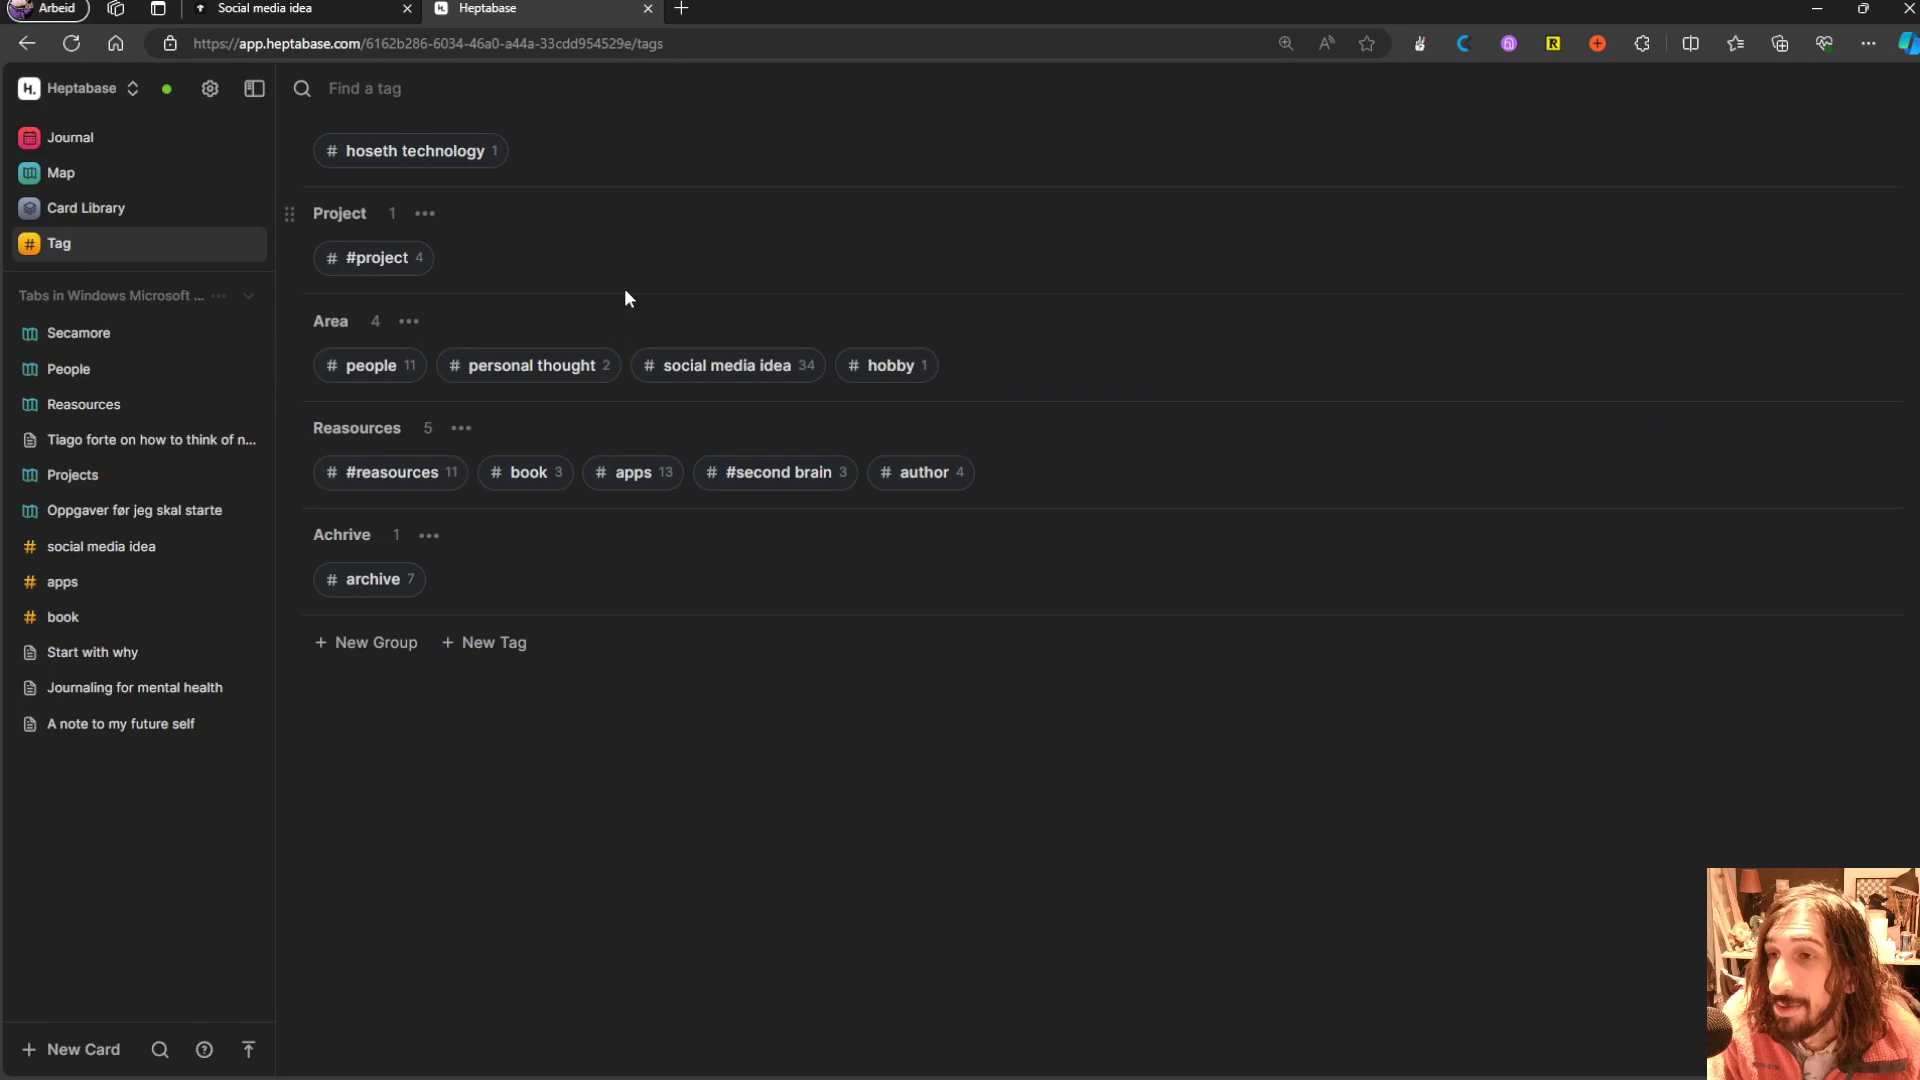 Arbeid
Social media idea
Heptabase
https://app.heptabase.com/6162b286-6034-46a0-a44a-33cdd954529e/tags
Heptabase
Find a tag
Journal
Map
Card Library
Tag
Tabs in Windows Microsoft ...
Secamore
People
Reasources
Tiago forte on how to think of n...
Projects
Oppgaver før jeg skal starte
# social media idea
# apps
# book
Start with why
Journaling for mental health
A note to my future self
+ New Card
# hoseth technology 1
Project 1
# #project 4
Area 4
# people 11 # personal thought 2 # social media idea 34 # hobby 1
Reasources 5
# #reasources 11 # book 3 # apps 13 # #second brain 3 # author 4
Achrive 1
# archive 7
+ New Group + New Tag